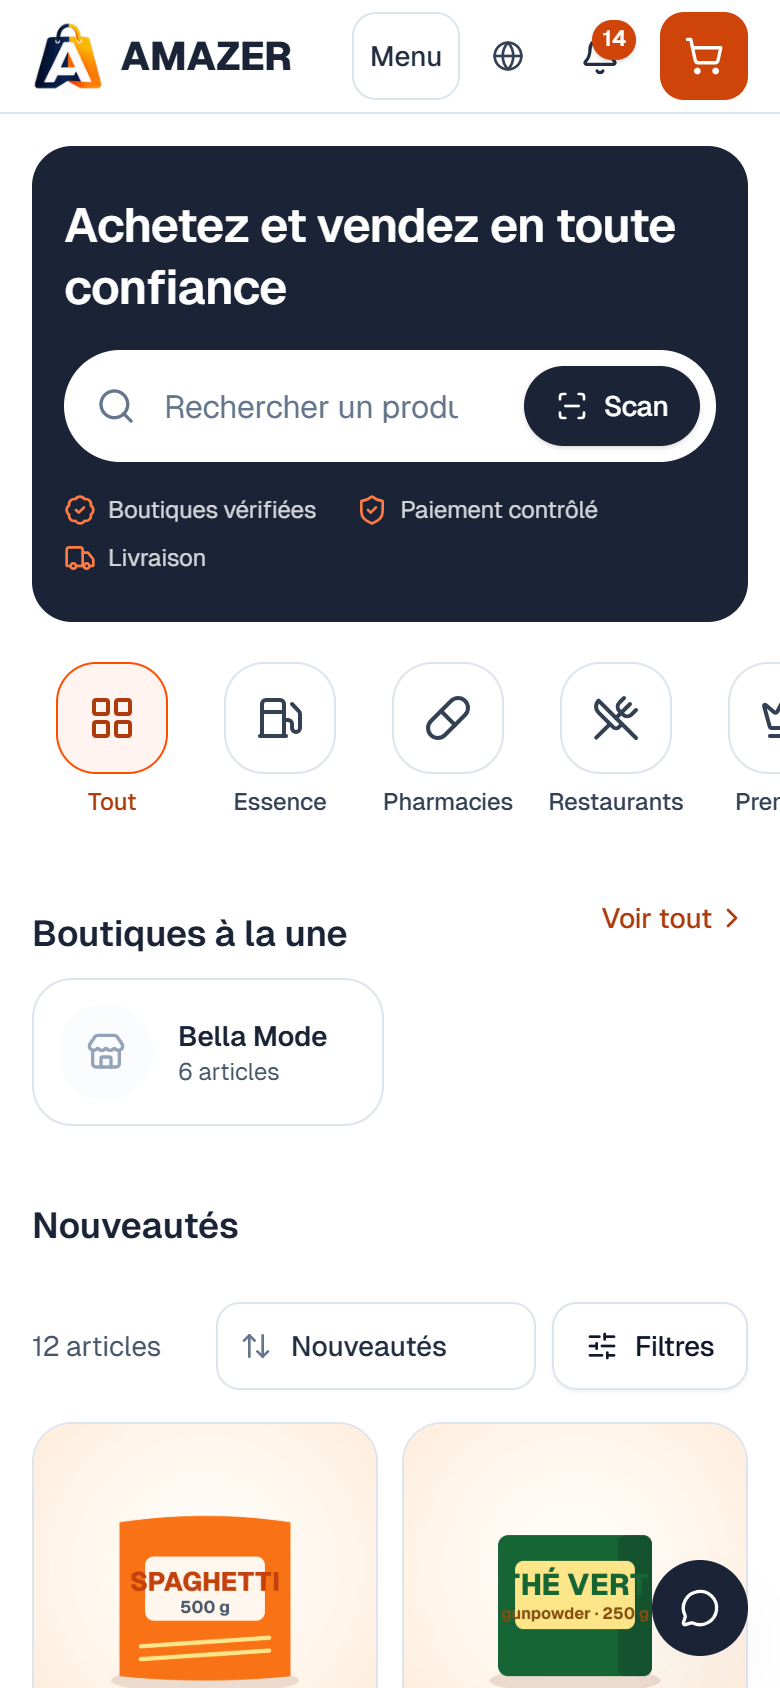 AMAZER
Menu
14
Achetez et vendez en toute
confiance
Rechercher un produ
Scan
Boutiques vérifiées
Paiement contrôlé
Livraison
Tout
Essence
Pharmacies
Restaurants
Prem
Boutiques à la une
Voir tout
Bella Mode
6 articles
Nouveautés
12 articles
Nouveautés
Filtres
SPAGHETTI
500 g
THÉ VERT
gunpowder · 250 g